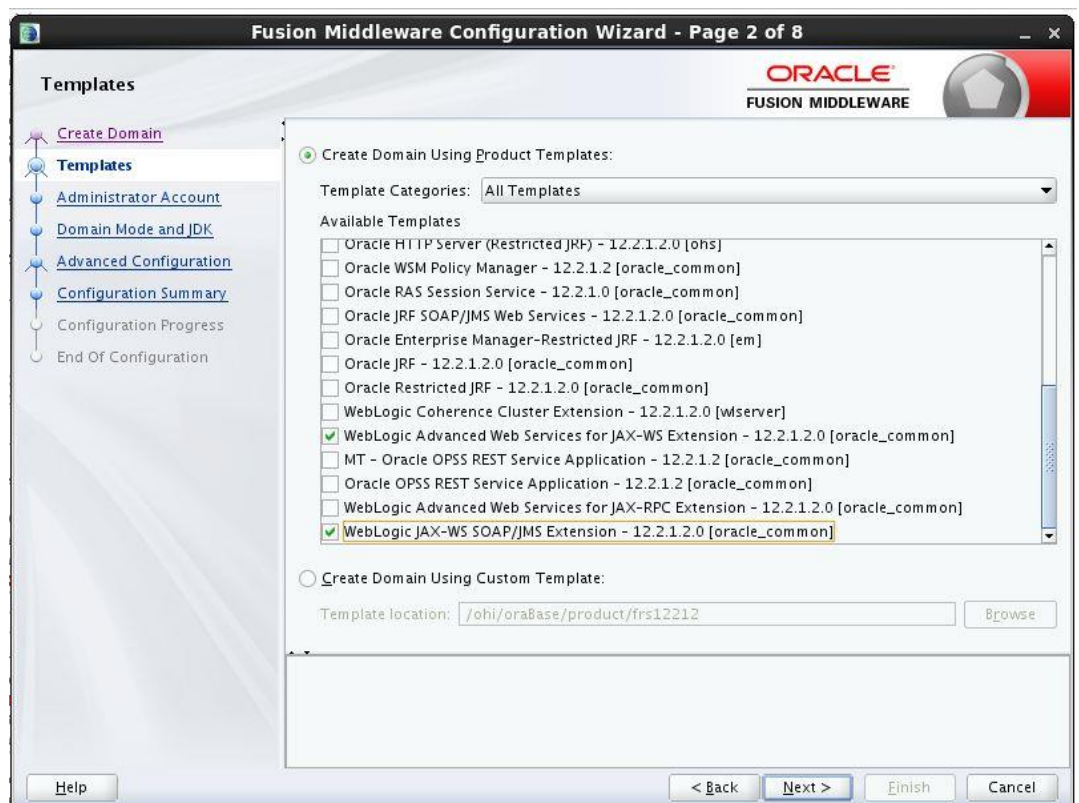 Fusion Middleware Configuration Wizard - Page 2 of 8
Templates
ORACLE
FUSION MIDDLEWARE
Create Domain
Templates
Administrator Account
Domain Mode and JDK
Advanced Configuration
Configuration Summary
Configuration Progress
End Of Configuration
Create Domain Using Product Templates:
Template Categories: All Templates
Available Templates
Oracle HTTP Server (Restricted JRF) - 12.2.1.2.0 [ohs]
Oracle WSM Policy Manager - 12.2.1.2 [oracle_common]
Oracle RAS Session Service - 12.2.1.0 [oracle_common]
Oracle JRF SOAP/JMS Web Services - 12.2.1.2.0 [oracle_common]
Oracle Enterprise Manager-Restricted JRF - 12.2.1.2.0 [em]
Oracle JRF - 12.2.1.2.0 [oracle_common]
Oracle Restricted JRF - 12.2.1.2.0 [oracle_common]
WebLogic Coherence Cluster Extension - 12.2.1.2.0 [wlserver]
WebLogic Advanced Web Services for JAX-WS Extension - 12.2.1.2.0 [oracle_common]
MT - Oracle OPSS REST Service Application - 12.2.1.2 [oracle_common]
Oracle OPSS REST Service Application - 12.2.1.2 [oracle_common]
WebLogic Advanced Web Services for JAX-RPC Extension - 12.2.1.2.0 [oracle_common]
WebLogic JAX-WS SOAP/JMS Extension - 12.2.1.2.0 [oracle_common]
Create Domain Using Custom Template:
Template location: /ohi/oraBase/product/frs12212 Browse
Help < Back Next > Finish Cancel